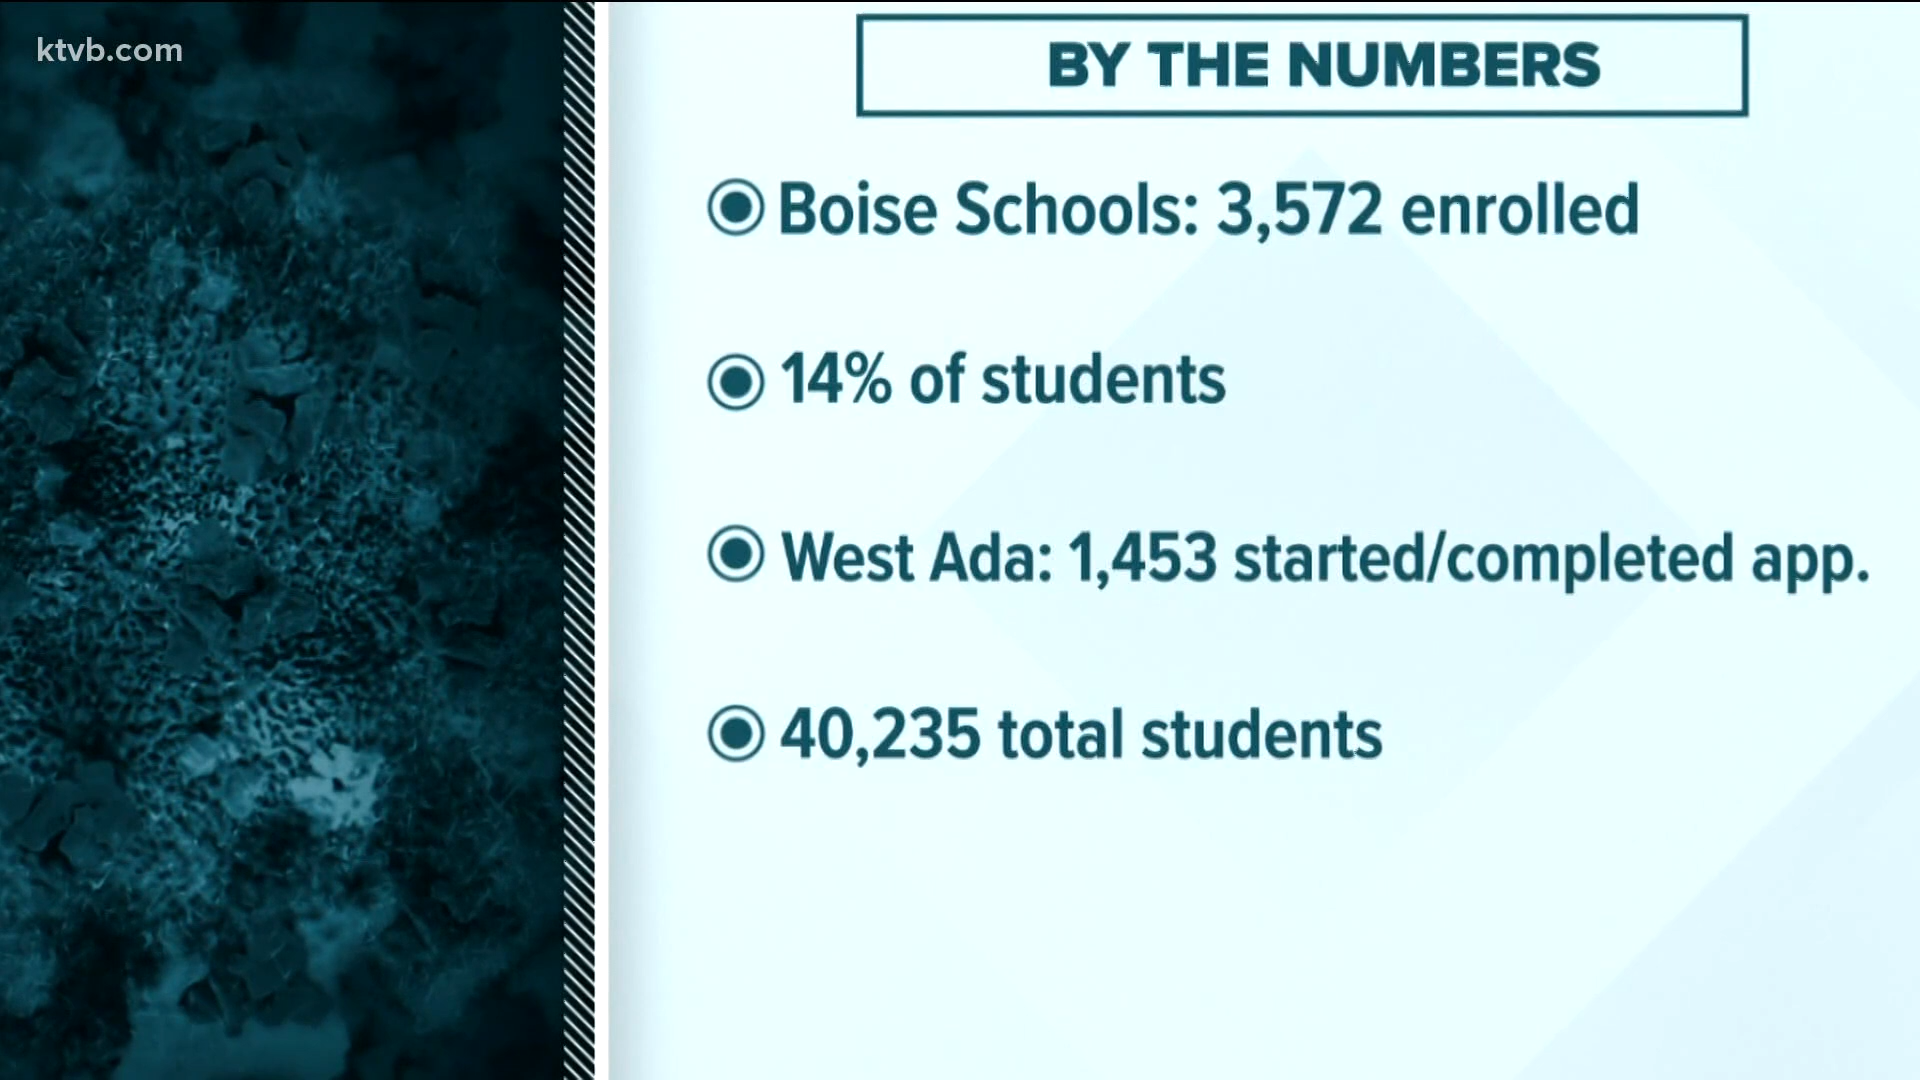 ktvb.com
BY THE NUMBERS
Boise Schools: 3,572 enrolled
14% of students
West Ada: 1,453 started/completed app.
40,235 total students